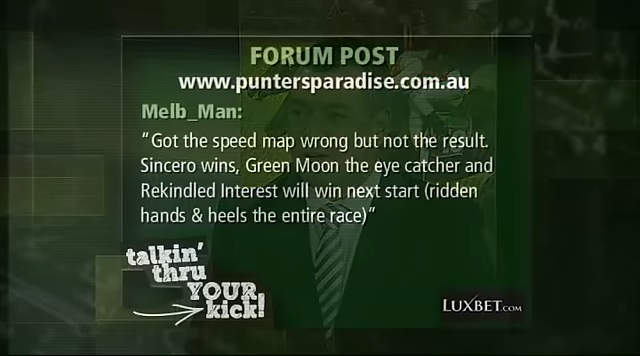 FORUM POST
www.puntersparadise.com.au
Melb_Man:
“Got the speed map wrong but not the result.
Sincero wins, Green Moon the eye catcher and
Rekindled Interest will win next start (ridden
hands & heels the entire race)”
talkin'
thru
YOUR
kick!
LUXBET.COM